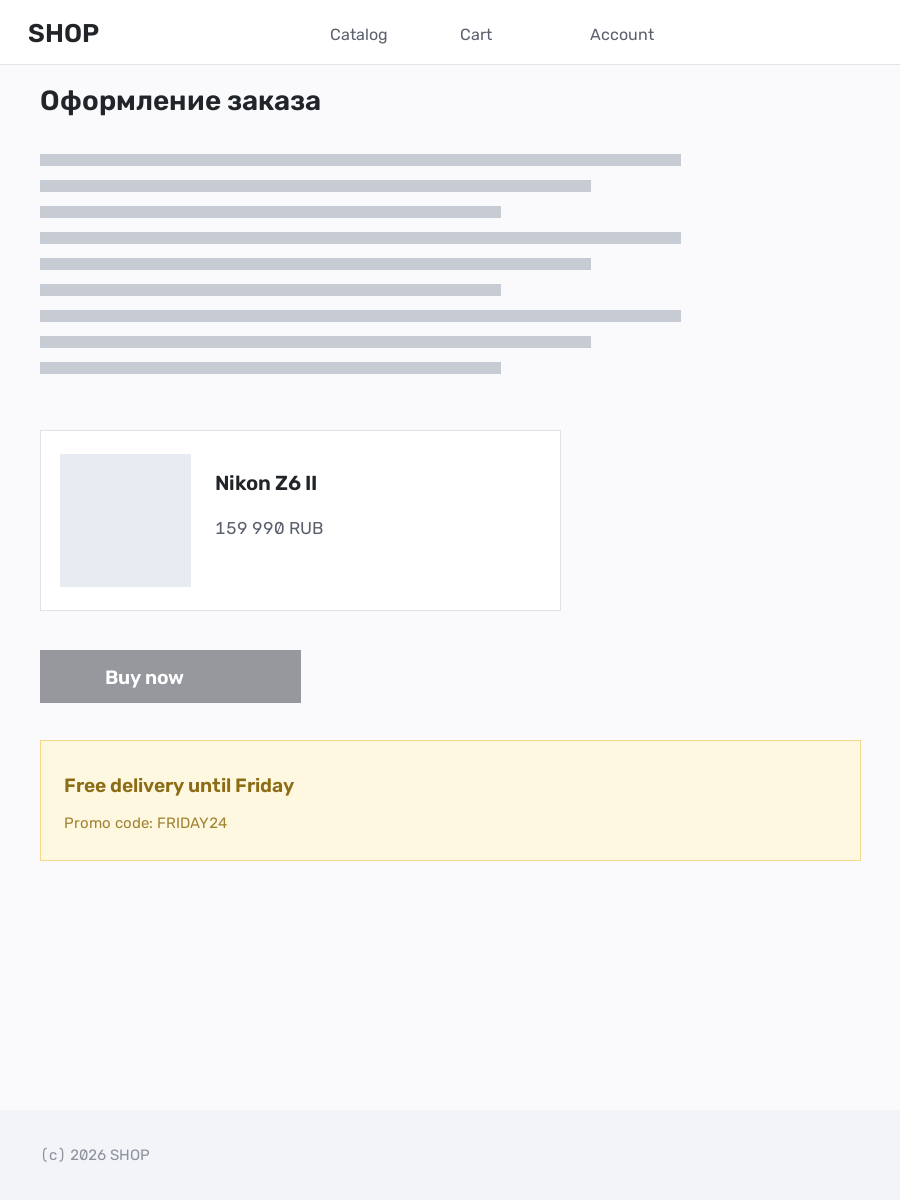 SHOP
Catalog
Cart
Account
Оформление заказа
Nikon Z6 II
159 990 RUB
Buy now
Free delivery until Friday
Promo code: FRIDAY24
(c) 2026 SHOP